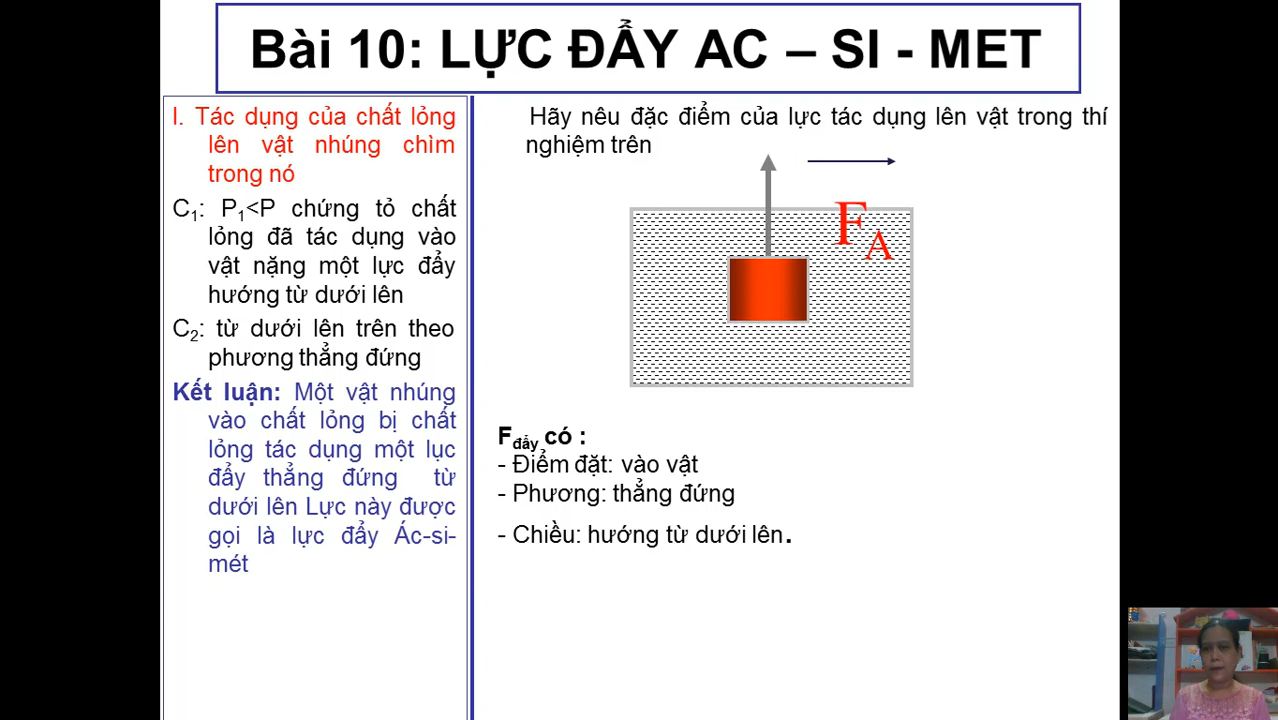 Bài 10: LỰC ĐẨY AC – SI - MET
I. Tác dụng của chất lỏng
lên vật nhúng chìm
trong nó
C1: P1<P chứng tỏ chất
lỏng đã tác dụng vào
vật nặng một lực đẩy
hướng từ dưới lên
C2: từ dưới lên trên theo
phương thẳng đứng
Kết luận: Một vật nhúng
vào chất lỏng bị chất
lỏng tác dụng một lục
đẩy thẳng đứng từ
dưới lên Lực này được
gọi là lực đẩy Ác-si-
mét
Hãy nêu đặc điểm của lực tác dụng lên vật trong thí
nghiệm trên
FA
Fđẩy có :
- Điểm đặt: vào vật
- Phương: thẳng đứng
- Chiều: hướng từ dưới lên.